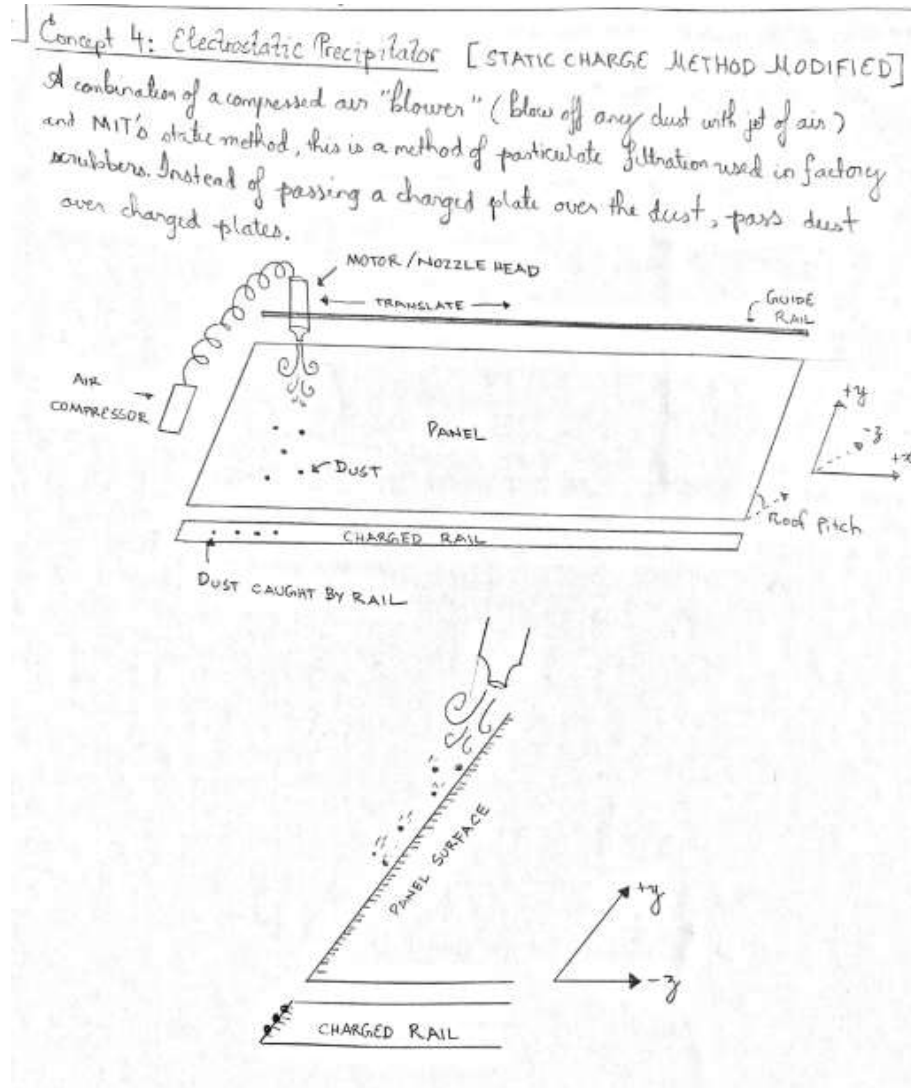 Concept 4: Electrostatic Precipitator [STATIC CHARGE METHOD MODIFIED]
A combination of a compressed air "blower" (blow off any dust with jet of air)
and MIT's static method, this is a method of particulate filtration used in factory
scrubbers. Instead of passing a charged plate over the dust, pass dust
over charged plates.
MOTOR/NOZZLE HEAD
TRANSLATE
GUIDE
RAIL
AIR
COMPRESSOR
PANEL
DUST
+y
-z
+x
Roof Pitch
CHARGED RAIL
DUST CAUGHT BY RAIL
PANEL SURFACE
+y
-z
CHARGED RAIL